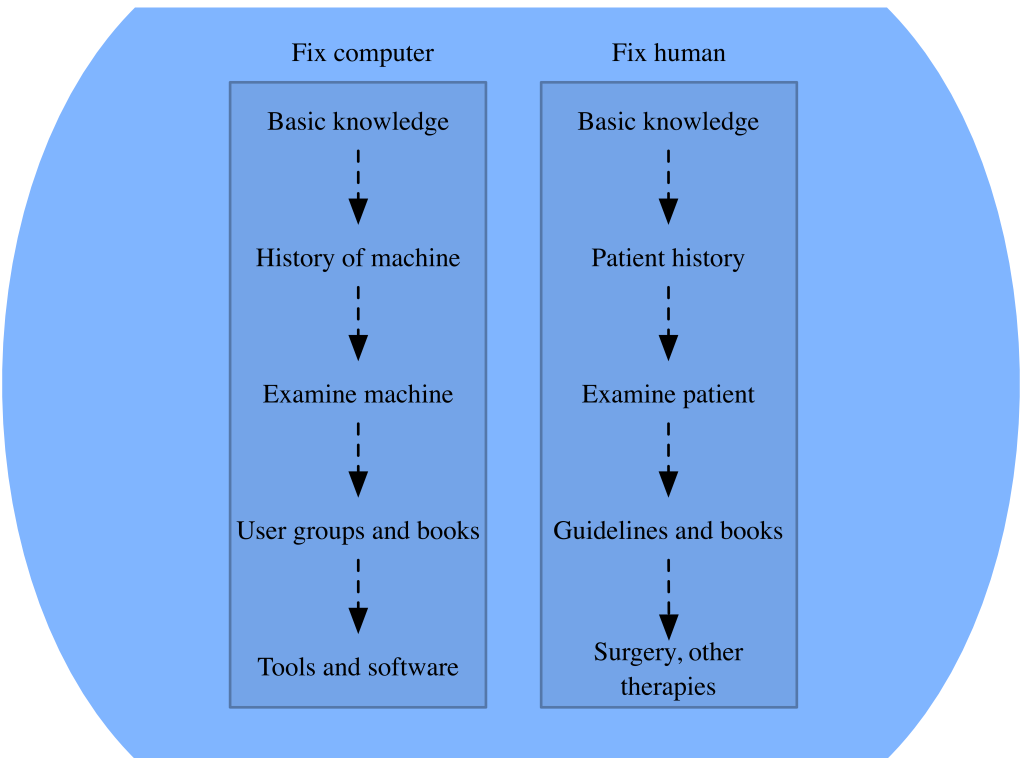 Fix computer
Basic knowledge
History of machine
Examine machine
User groups and books
Tools and software
Fix human
Basic knowledge
Patient history
Examine patient
Guidelines and books
Surgery, other
therapies